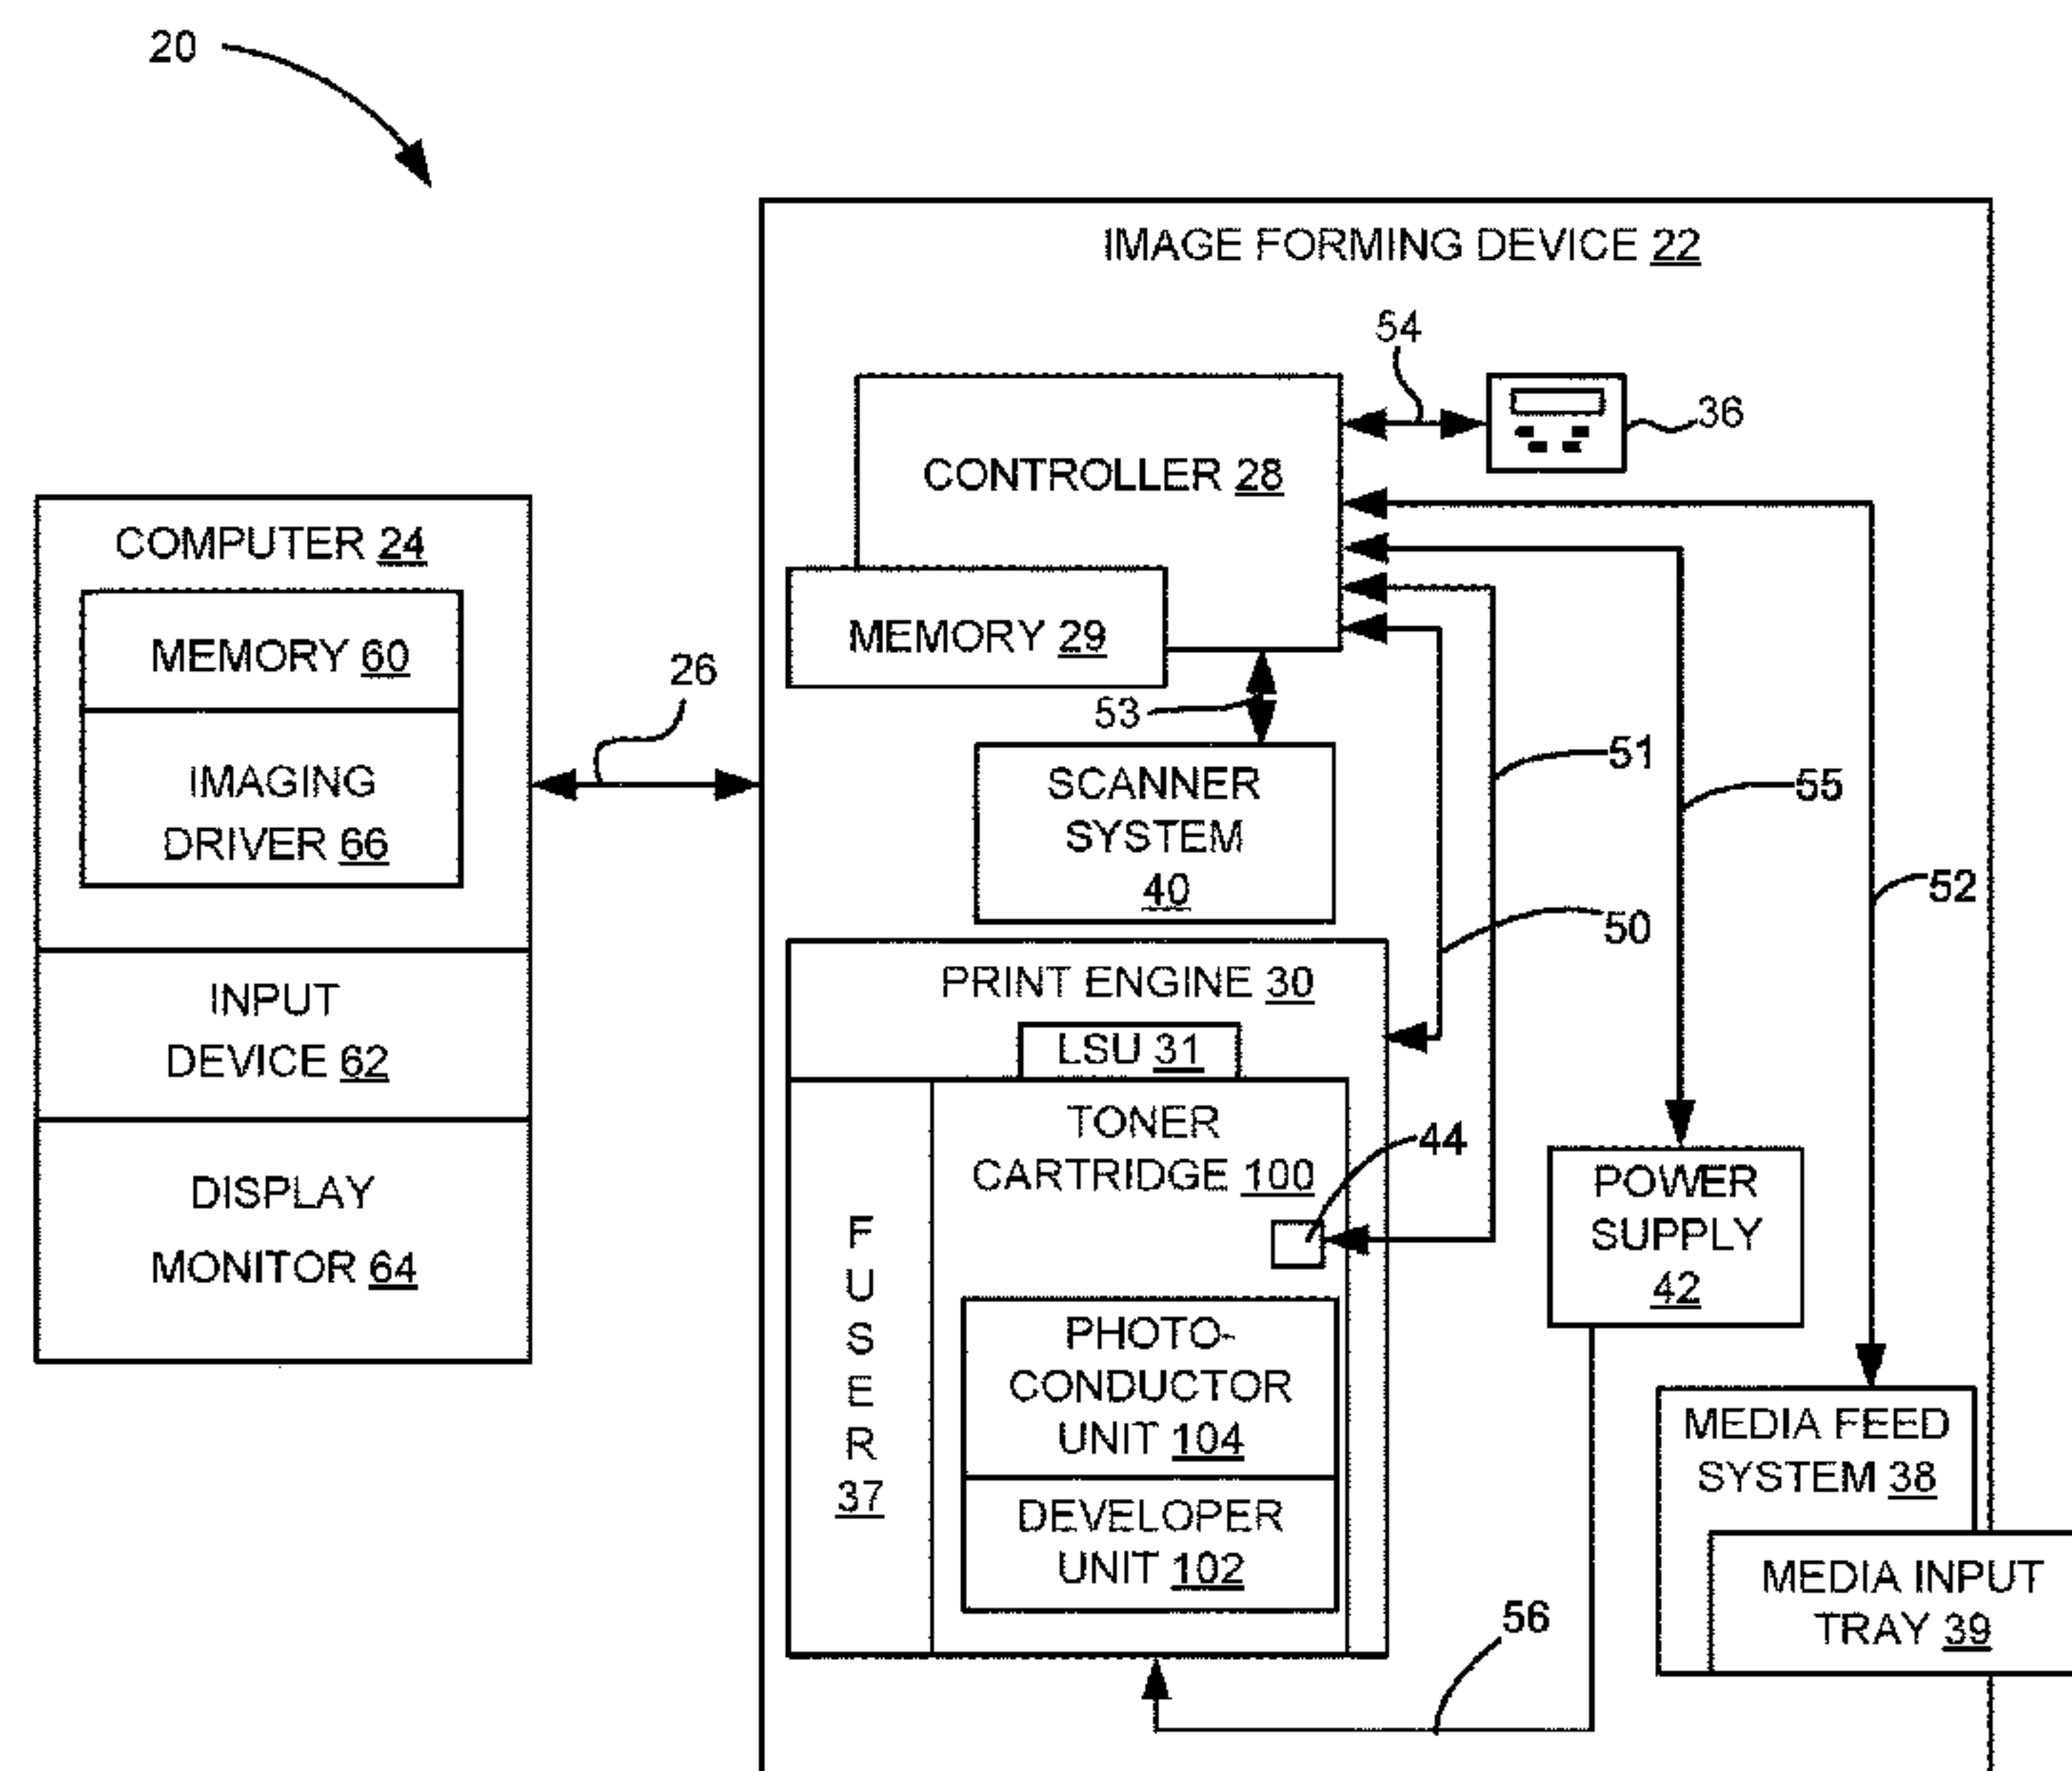 20
IMAGE FORMING DEVICE 22
54
36
CONTROLLER 28
MEMORY 29
53
COMPUTER 24
MEMORY 60
IMAGING
DRIVER 66
INPUT
DEVICE 62
DISPLAY
MONITOR 64
26
SCANNER
SYSTEM
40
51
55
52
50
PRINT ENGINE 30
LSU 31
TONER
CARTRIDGE 100
44
F
U
S
E
R
37
PHOTO-
CONDUCTOR
UNIT 104
DEVELOPER
UNIT 102
POWER
SUPPLY
42
MEDIA FEED
SYSTEM 38
MEDIA INPUT
TRAY 39
56